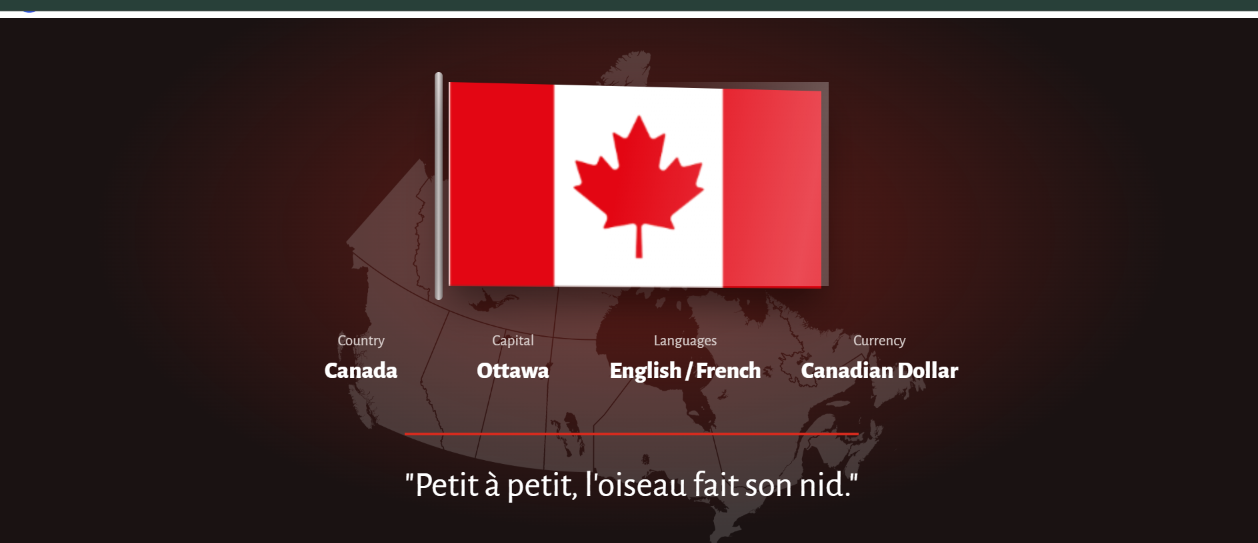 Country Capital Languages Currency
Canada Ottawa English / French Canadian Dollar
"Petit à petit, l'oiseau fait son nid."